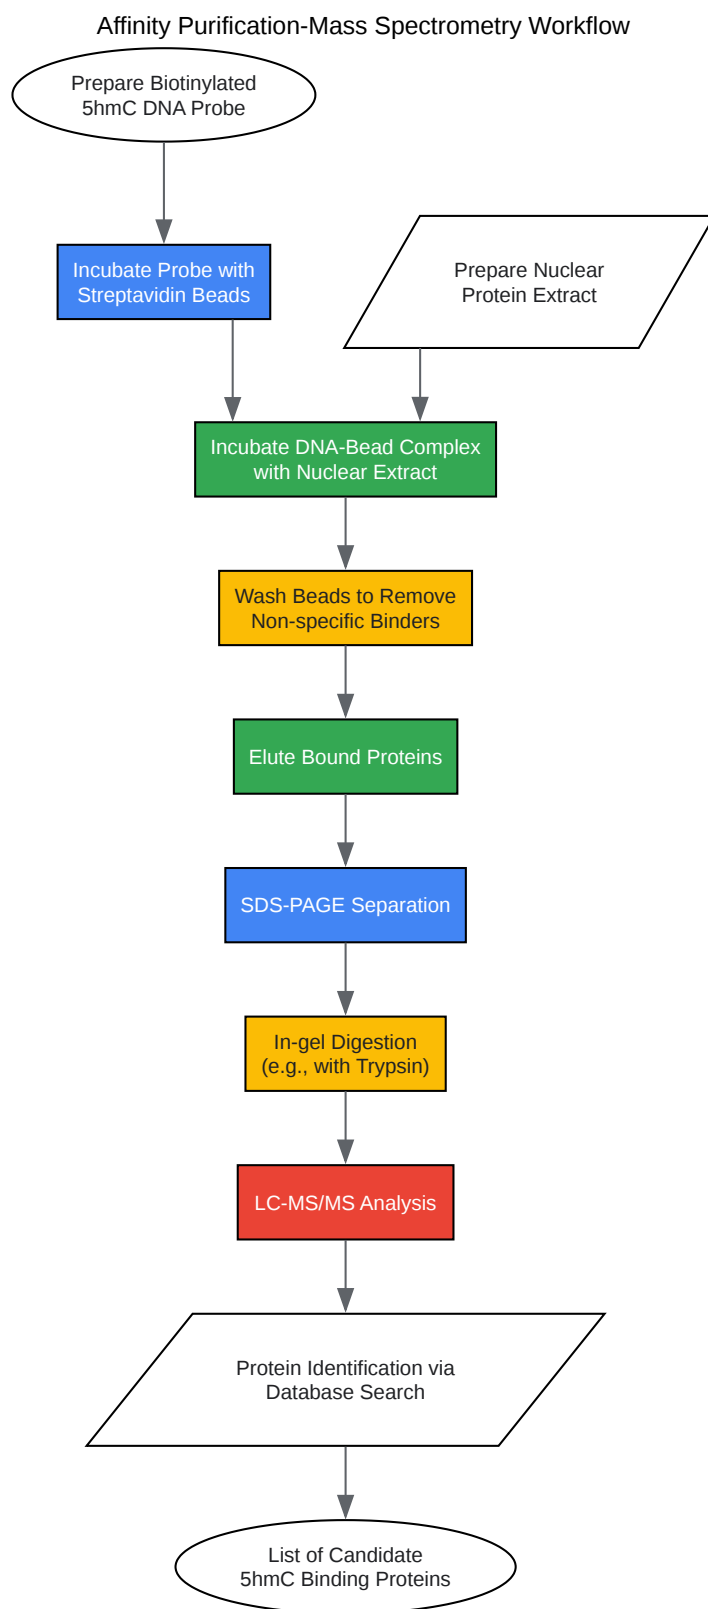 Affinity Purification-Mass Spectrometry Workflow
Prepare Biotinylated
5hmC DNA Probe
Incubate Probe with
Streptavidin Beads
Prepare Nuclear
Protein Extract
Incubate DNA-Bead Complex
with Nuclear Extract
Wash Beads to Remove
Non-specific Binders
Elute Bound Proteins
SDS-PAGE Separation
In-gel Digestion
(e.g., with Trypsin)
LC-MS/MS Analysis
Protein Identification via
Database Search
List of Candidate
5hmC Binding Proteins